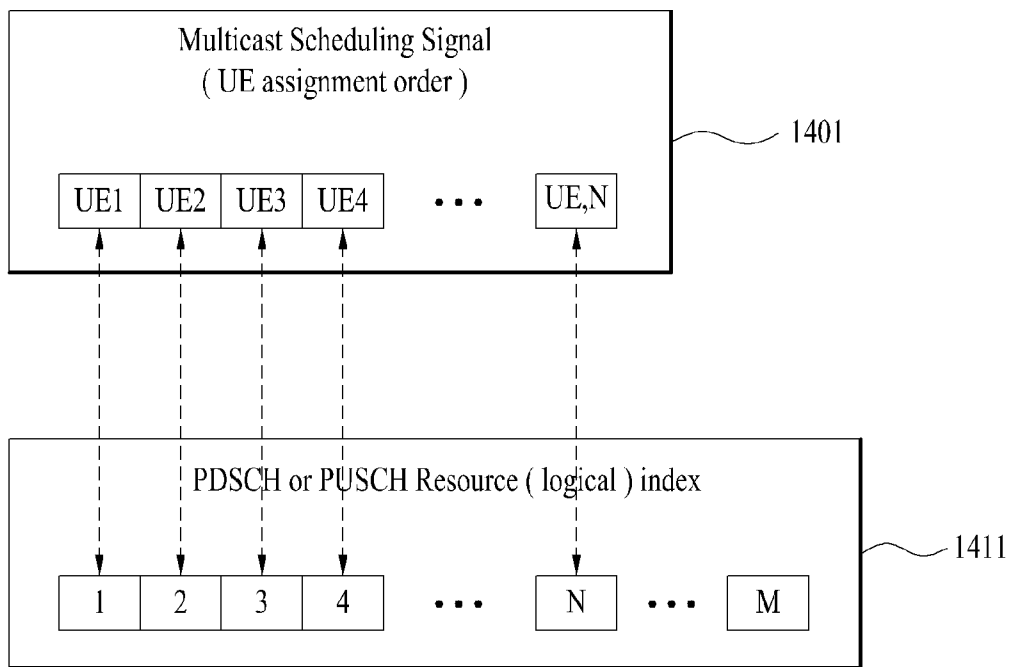 Multicast Scheduling Signal
( UE assignment order )
1401
UE1 UE2 UE3 UE4 ••• UE,N
PDSCH or PUSCH Resource ( logical ) index
1411
1 2 3 4 ••• N ••• M